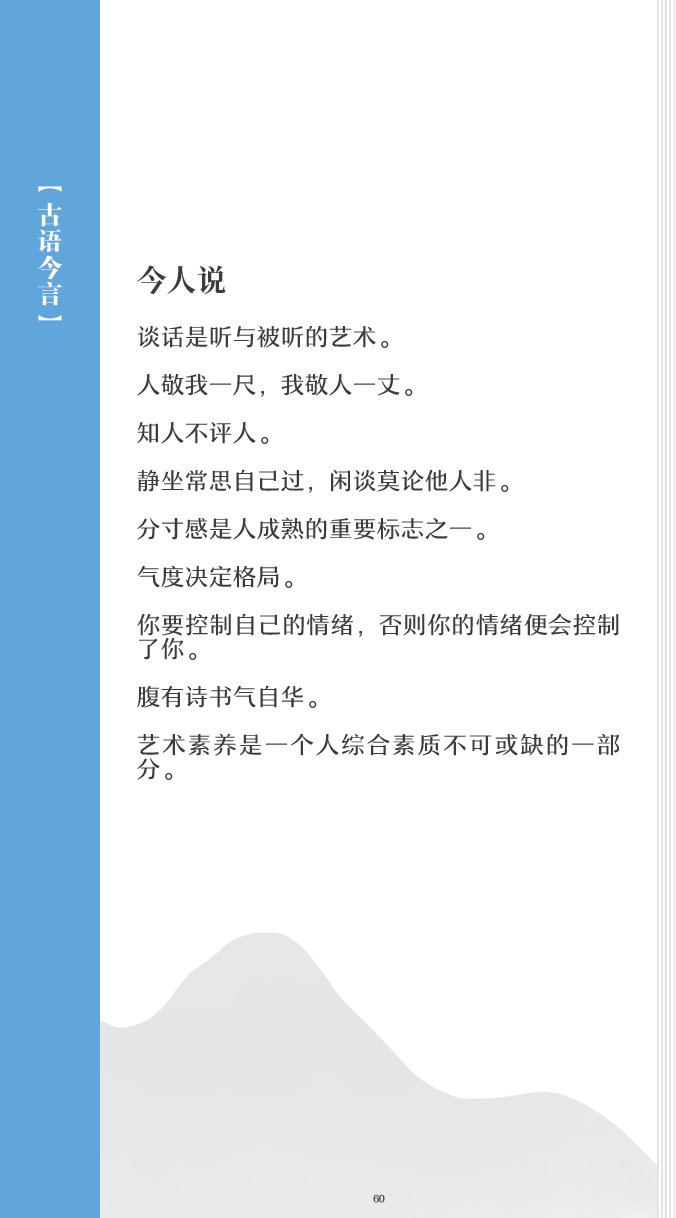 【古语今言】
今人说
谈话是听与被听的艺术。
人敬我一尺，我敬人一丈。
知人不评人。
静坐常思自己过，闲谈莫论他人非。
分寸感是人成熟的重要标志之一。
气度决定格局。
你要控制自己的情绪，否则你的情绪便会控制
了你。
腹有诗书气自华。
艺术素养是一个人综合素质不可或缺的一部
分。
60